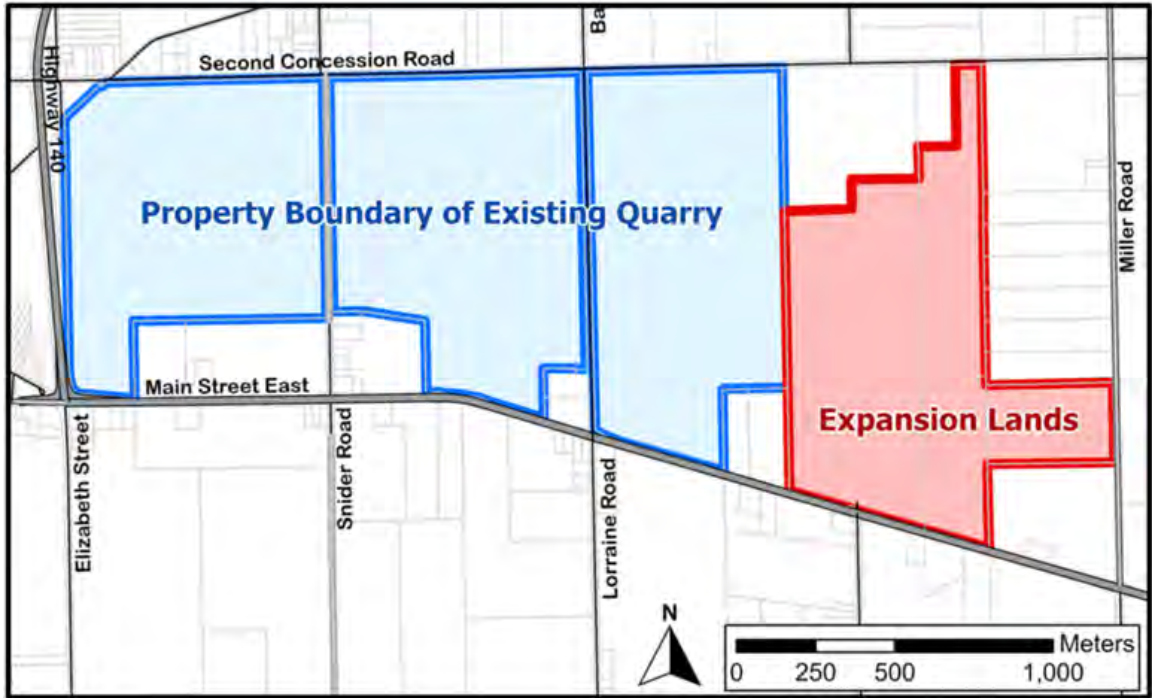 Highway 140
Second Concession Road
Ba
Property Boundary of Existing Quarry
Miller Road
Main Street East
Expansion Lands
Elizabeth Street
Snider Road
Lorraine Road
N
Meters
0 250 500 1,000